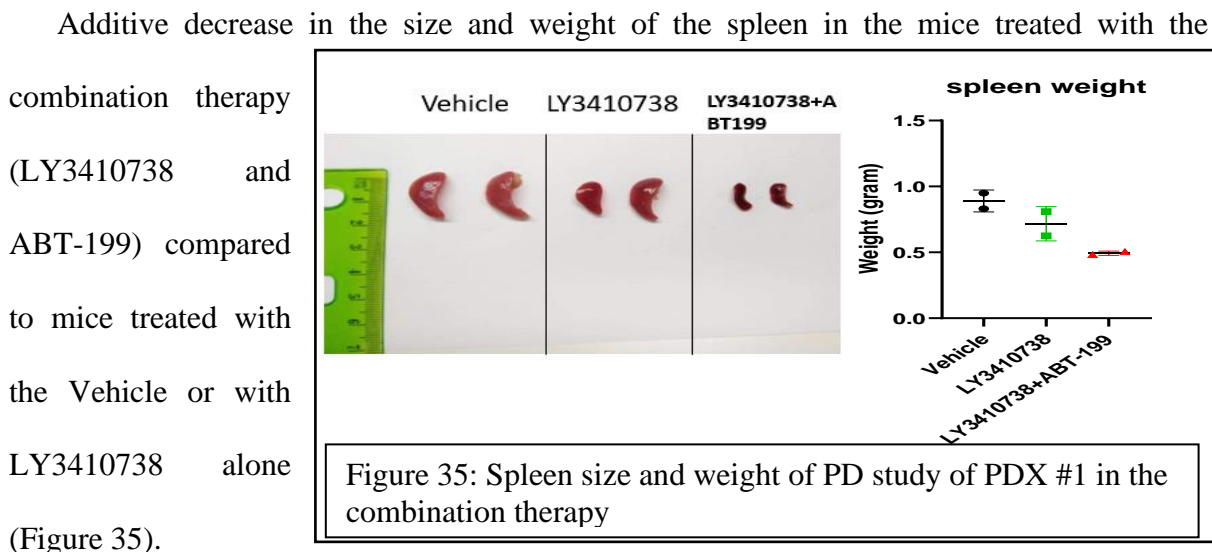 Additive decrease in the size and weight of the spleen in the mice treated with the
combination therapy
(LY3410738 and
ABT-199) compared
to mice treated with
the Vehicle or with
LY3410738 alone
(Figure 35).
Vehicle
LY3410738
LY3410738+A
BT199
spleen weight
Weight (gram)
1.5
1.0
0.5
0.0
Vehicle
LY3410738
LY3410738+ABT-199
Figure 35: Spleen size and weight of PD study of PDX #1 in the
combination therapy